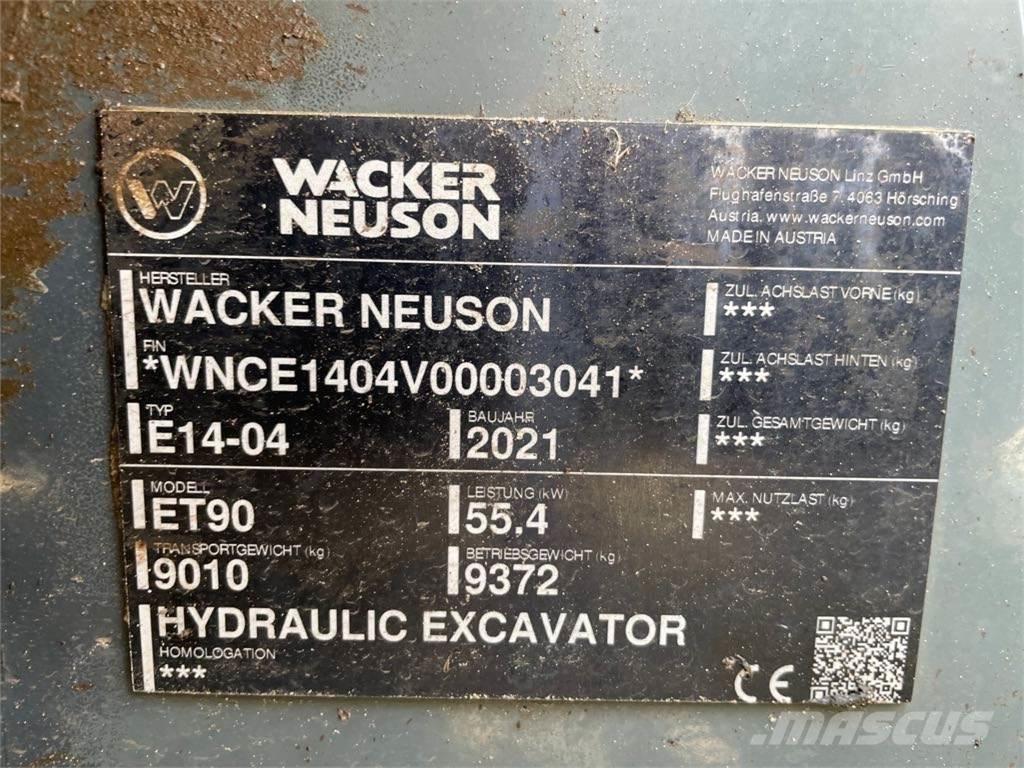 W
WACKER
NEUSON
WACKER NEUSON Linz GmbH
Flughafenstraße 7, 4063 Hörsching
Austria, www.wackerneuson.com
MADE IN AUSTRIA
HERSTELLER
WACKER NEUSON
FIN
*WNCE1404V00003041*
TYP
E14-04
BAUJAHR
2021
ZUL. ACHSLAST VORNE (kg)
***
ZUL. ACHSLAST HINTEN (kg)
***
ZUL. GESAMTGEWICHT (kg)
***
MODELL
ET90
LEISTUNG (kW)
55,4
MAX. NUTZLAST (kg)
***
TRANSPORTGEWICHT (kg)
9010
BETRIEBSGEWICHT (kg)
9372
HYDRAULIC EXCAVATOR
HOMOLOGATION
***
CE
MASCUS